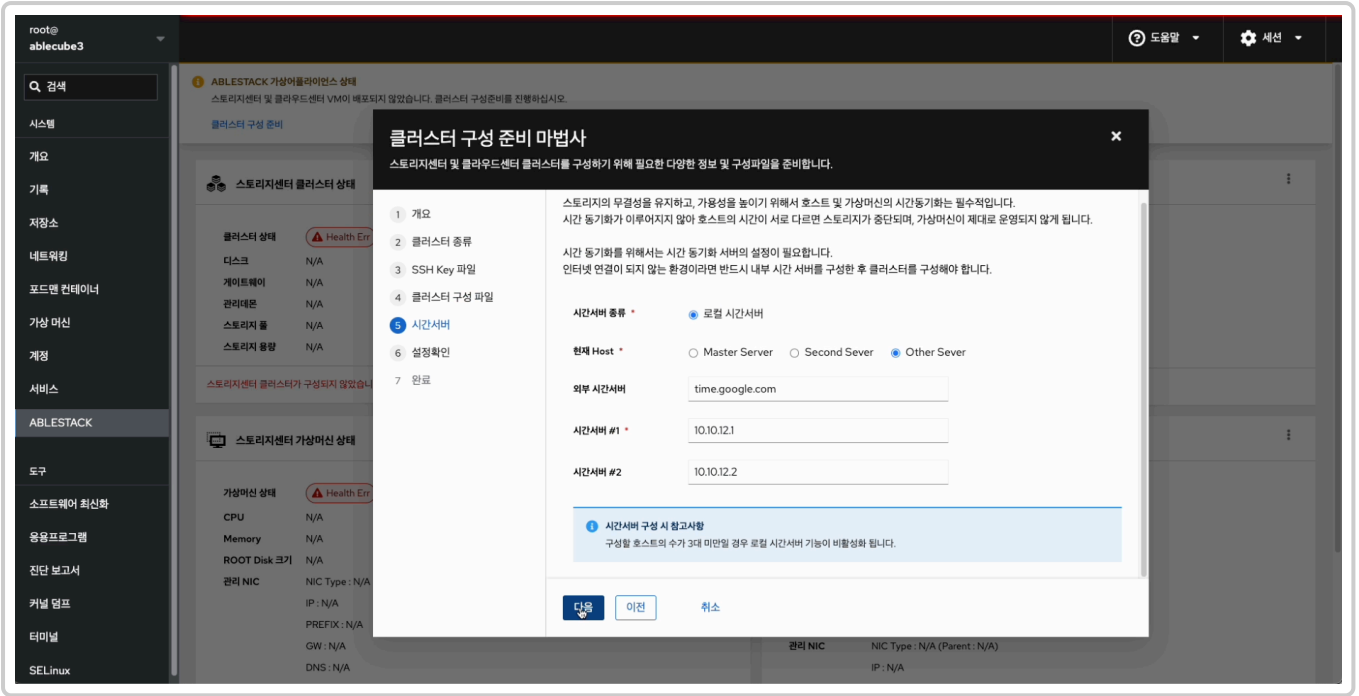 root@
ablecube3
도움말
세션
검색
시스템
개요
기록
저장소
네트워킹
포드맨 컨테이너
가상 머신
계정
서비스
ABLESTACK
도구
소프트웨어 최신화
응용프로그램
진단 보고서
커널 덤프
터미널
SELinux
ABLESTACK 가상어플라이언스 상태
스토리지센터 및 클라우드센터 VM이 배포되지 않았습니다. 클러스터 구성준비를 진행하십시오.
클러스터 구성 준비
스토리지센터 클러스터 상태
클러스터 상태 Health Err
디스크 N/A
게이트웨이 N/A
관리데몬 N/A
스토리지 풀 N/A
스토리지 용량 N/A
스토리지센터 클러스터가 구성되지 않았습니
스토리지센터 가상머신 상태
가상머신 상태 Health Err
CPU N/A
Memory N/A
ROOT Disk 크기 N/A
관리 NIC NIC Type : N/A
IP : N/A
PREFIX : N/A
GW : N/A
DNS : N/A
관리 NIC NIC Type : N/A (Parent : N/A)
IP : N/A
클러스터 구성 준비 마법사
스토리지센터 및 클라우드센터 클러스터를 구성하기 위해 필요한 다양한 정보 및 구성파일을 준비합니다.
1 개요
2 클러스터 종류
3 SSH Key 파일
4 클러스터 구성 파일
5 시간서버
6 설정확인
7 완료
스토리지의 무결성을 유지하고, 가용성을 높이기 위해서 호스트 및 가상머신의 시간동기화는 필수적입니다.
시간 동기화가 이루어지지 않아 호스트의 시간이 서로 다르면 스토리지가 중단되며, 가상머신이 제대로 운영되지 않게 됩니다.
시간 동기화를 위해서는 시간 동기화 서버의 설정이 필요합니다.
인터넷 연결이 되지 않는 환경이라면 반드시 내부 시간 서버를 구성한 후 클러스터를 구성해야 합니다.
시간서버 종류 * 로컬 시간서버
현재 Host * Master Server Second Sever Other Sever
외부 시간서버 time.google.com
시간서버 #1 * 10.10.12.1
시간서버 #2 10.10.12.2
시간서버 구성 시 참고사항
구성할 호스트의 수가 3대 미만일 경우 로컬 시간서버 기능이 비활성화 됩니다.
다음 이전 취소